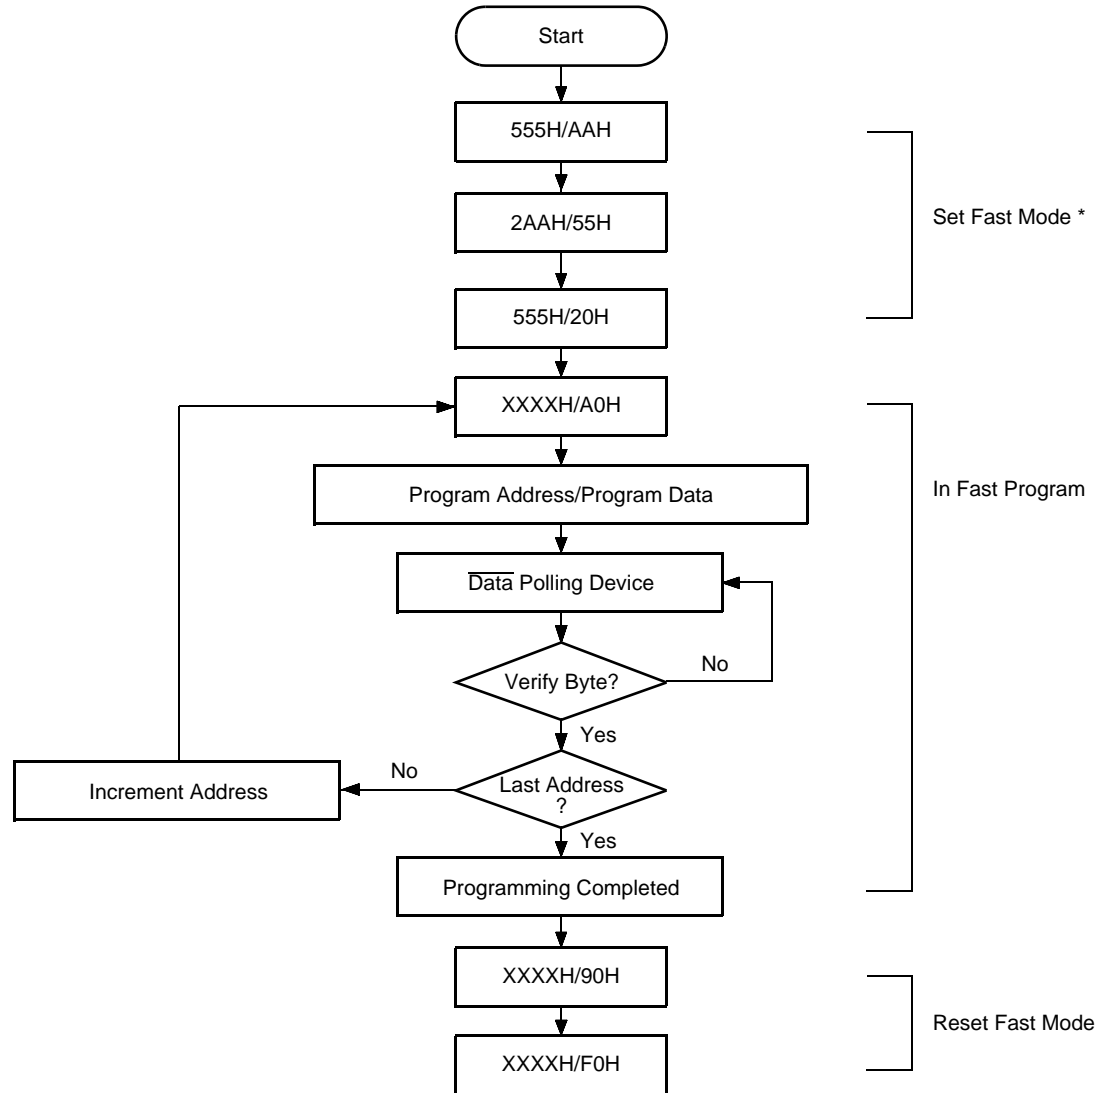 Start
555H/AAH
2AAH/55H
Set Fast Mode *
555H/20H
XXXXH/A0H
Program Address/Program Data
In Fast Program
Data Polling Device
No
Verify Byte?
Yes
No
Last Address
?
Increment Address
Yes
Programming Completed
XXXXH/90H
Reset Fast Mode
XXXXH/F0H